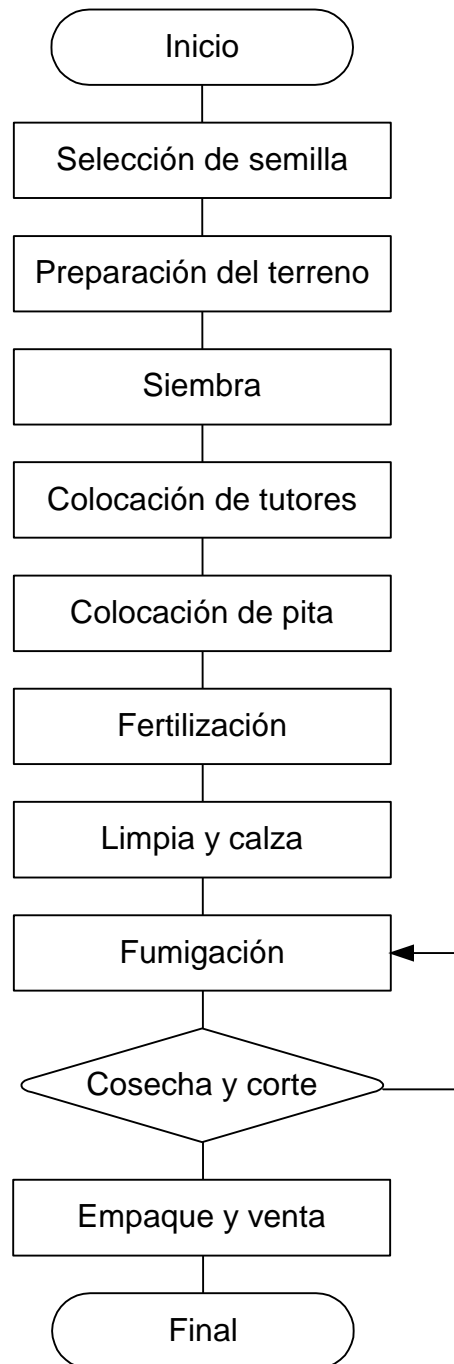 Inicio
Selección de semilla
Preparación del terreno
Siembra
Colocación de tutores
Colocación de pita
Fertilización
Limpia y calza
Fumigación
Cosecha y corte
Empaque y venta
Final